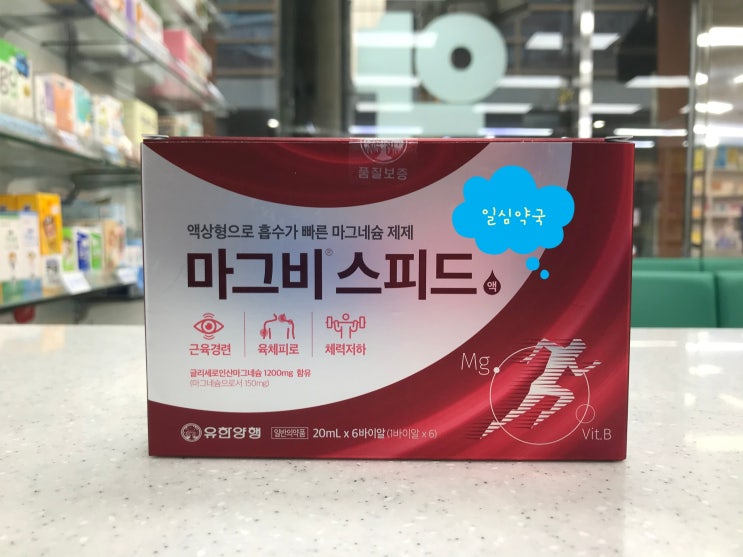 품질보증
일심약국
액상형으로 흡수가 빠른 마그네슘 제제
마그비® 스피드 액
근육경련 육체피로 체력저하
글리세로인산마그네슘 1200mg 함유
(마그네슘으로서 150mg)
Mg
Vit.B
유한양행 일반의약품 20mL x 6바이알(1바이알 x 6)